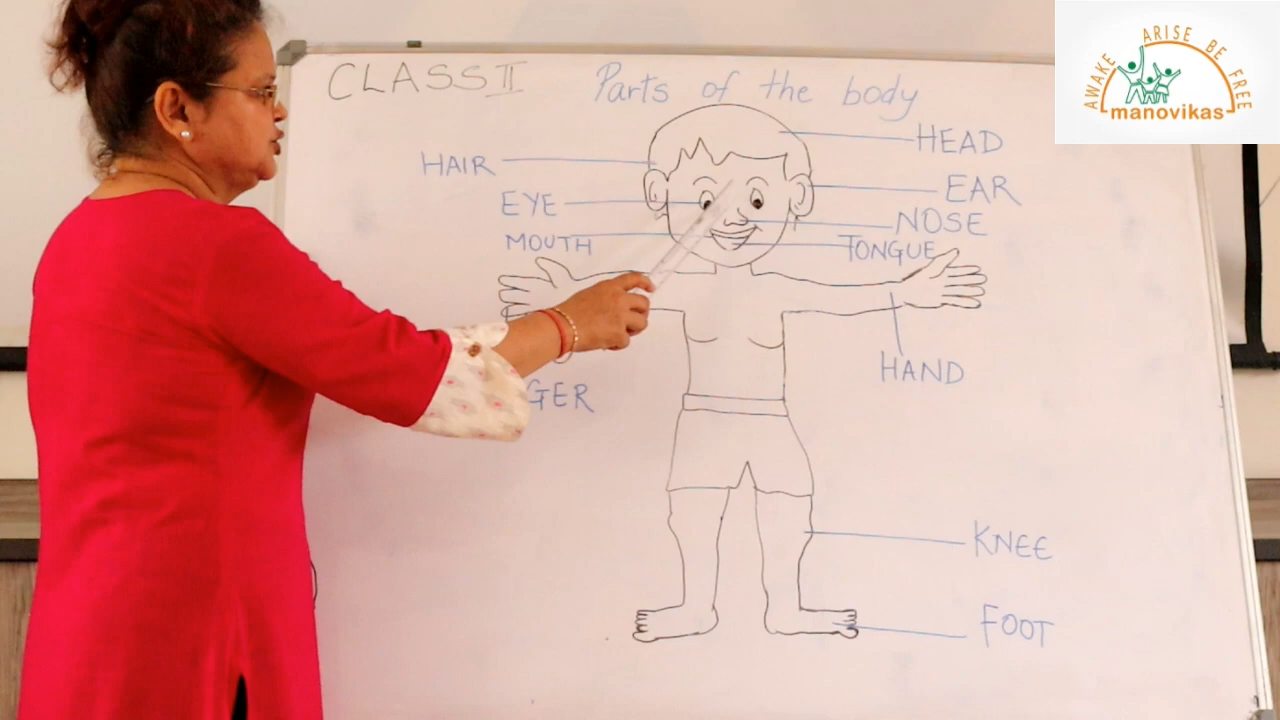 CLASS II
Parts of the body
AWAKE ARISE BE FREE
manovikas
HEAD
HAIR
EAR
EYE
NOSE
MOUTH
TONGUE
HAND
GER
KNEE
FOOT